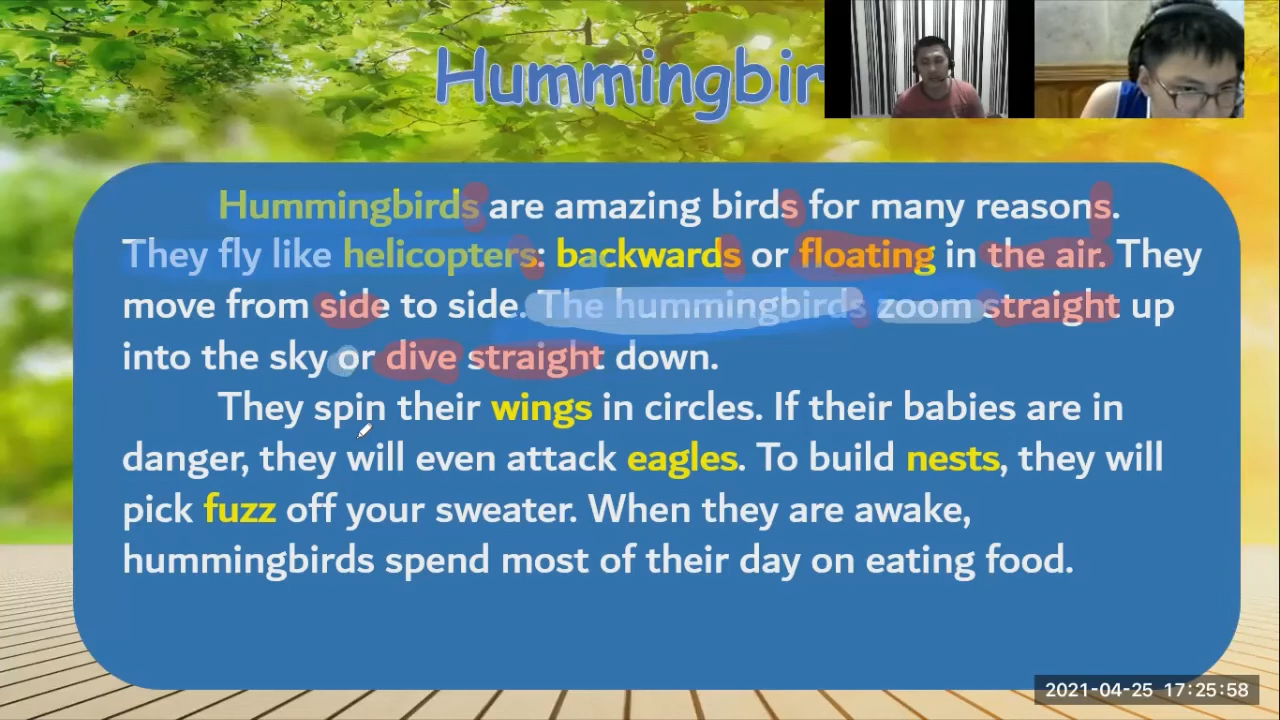 Hummingbir
Hummingbirds are amazing birds for many reasons.
They fly like helicopters: backwards or floating in the air. They
move from side to side. The hummingbirds zoom straight up
into the sky or dive straight down.
They spin their wings in circles. If their babies are in
danger, they will even attack eagles. To build nests, they will
pick fuzz off your sweater. When they are awake,
hummingbirds spend most of their day on eating food.
2021-04-25 17:25:58